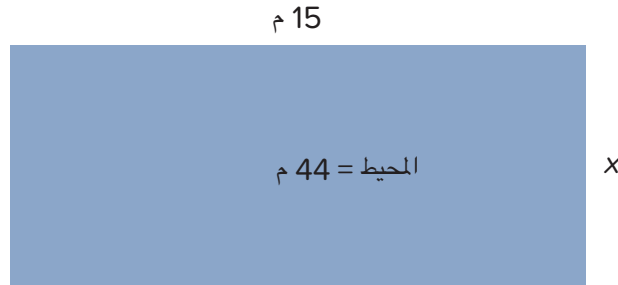 15 م
المحيط = 44 م
x